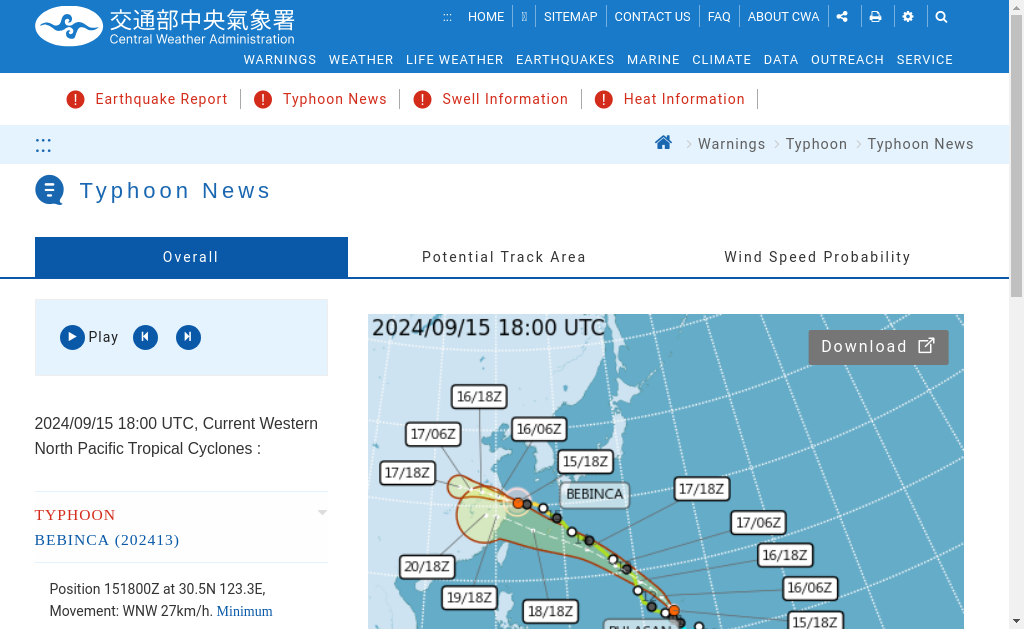 交通部中央氣象署
Central Weather Administration
::: HOME SITEMAP CONTACT US FAQ ABOUT CWA
WARNINGS WEATHER LIFE WEATHER EARTHQUAKES MARINE CLIMATE DATA OUTREACH SERVICE
Earthquake Report Typhoon News Swell Information Heat Information
::: Warnings Typhoon Typhoon News
Typhoon News
Overall Potential Track Area Wind Speed Probability
Play
2024/09/15 18:00 UTC, Current Western
North Pacific Tropical Cyclones :
TYPHOON
BEBINCA (202413)
Position 151800Z at 30.5N 123.3E,
Movement: WNW 27km/h. Minimum
2024/09/15 18:00 UTC
Download
16/18Z
17/06Z
16/06Z
17/18Z
15/18Z
BEBINCA
17/18Z
17/06Z
16/18Z
20/18Z
16/06Z
19/18Z
18/18Z
15/18Z
PULASAN